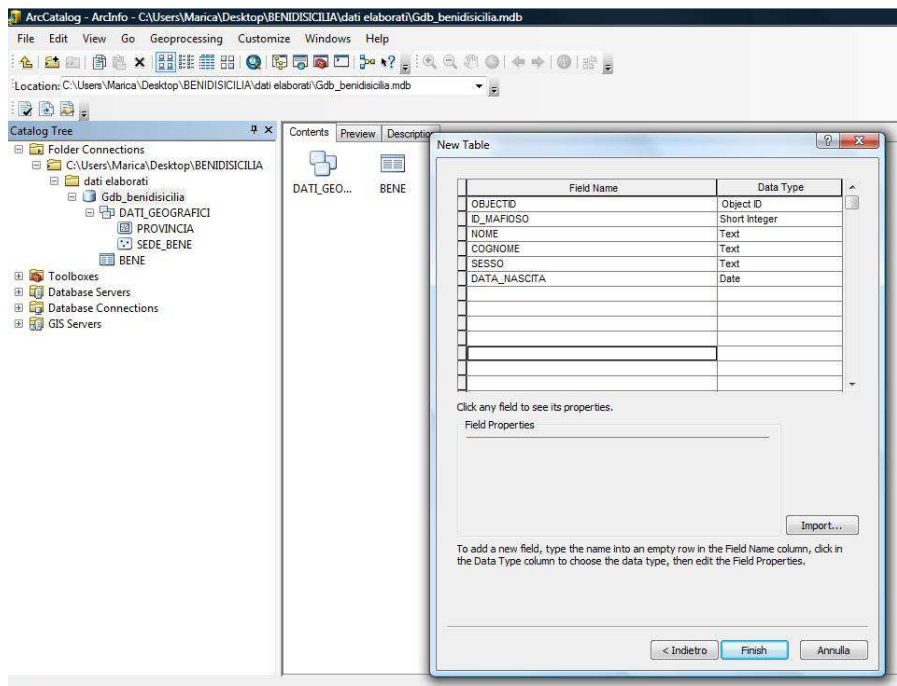 ArcCatalog - ArcInfo - C:\Users\Marica\Desktop\BENIDISICILIA\dati elaborati\Gdb_benidisicilia.mdb
File Edit View Go Geoprocessing Customize Windows Help
Location: C:\Users\Marica\Desktop\BENIDISICILIA\dati elaborati\Gdb_benidisicilia.mdb
Catalog Tree
Folder Connections
C:\Users\Marica\Desktop\BENIDISICILIA
dati elaborati
Gdb_benidisicilia
DATI_GEOGRAFICI
PROVINCIA
SEDE_BENE
BENE
Toolboxes
Database Servers
Database Connections
GIS Servers
Contents Preview Description
DATI_GEO... BENE
New Table
Field Name Data Type
OBJECTID Object ID
ID_MAFIOSO Short Integer
NOME Text
COGNOME Text
SESSO Text
DATA_NASCITA Date
Click any field to see its properties.
Field Properties
Import...
To add a new field, type the name into an empty row in the Field Name column, click in
the Data Type column to choose the data type, then edit the Field Properties.
< Indietro Finish Annulla